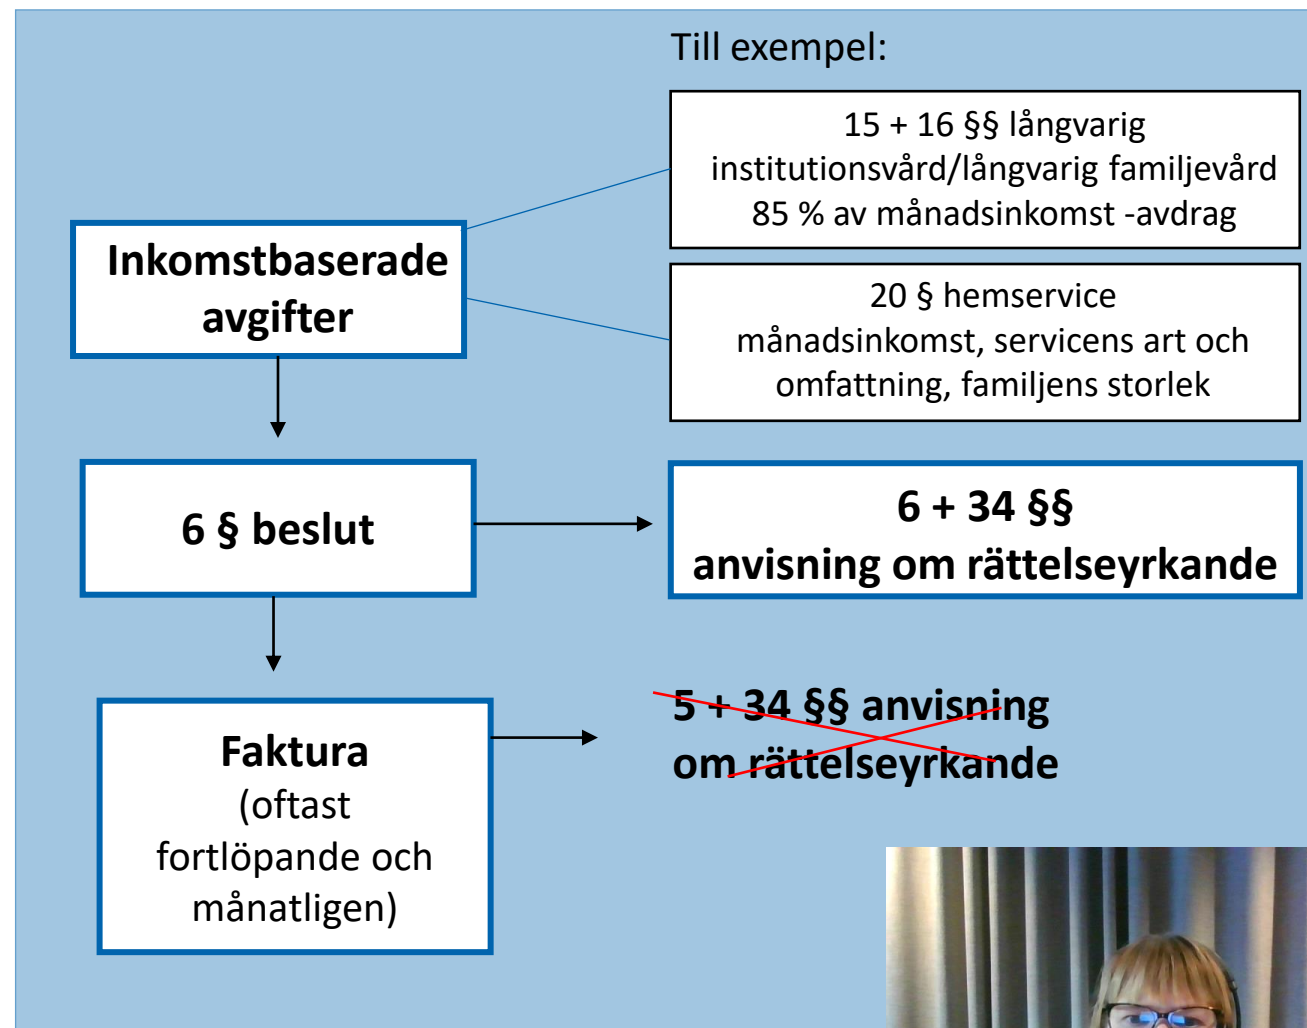 Till exempel:
15 + 16 §§ långvarig
institutionsvård/långvarig familjevård
85 % av månadsinkomst -avdrag
Inkomstbaserade
avgifter
20 § hemservice
månadsinkomst, servicens art och
omfattning, familjens storlek
6 § beslut
6 + 34 §§
anvisning om rättelseyrkande
Faktura
(oftast
fortlöpande och
månatligen)
5 + 34 §§ anvisning
om rättelseyrkande